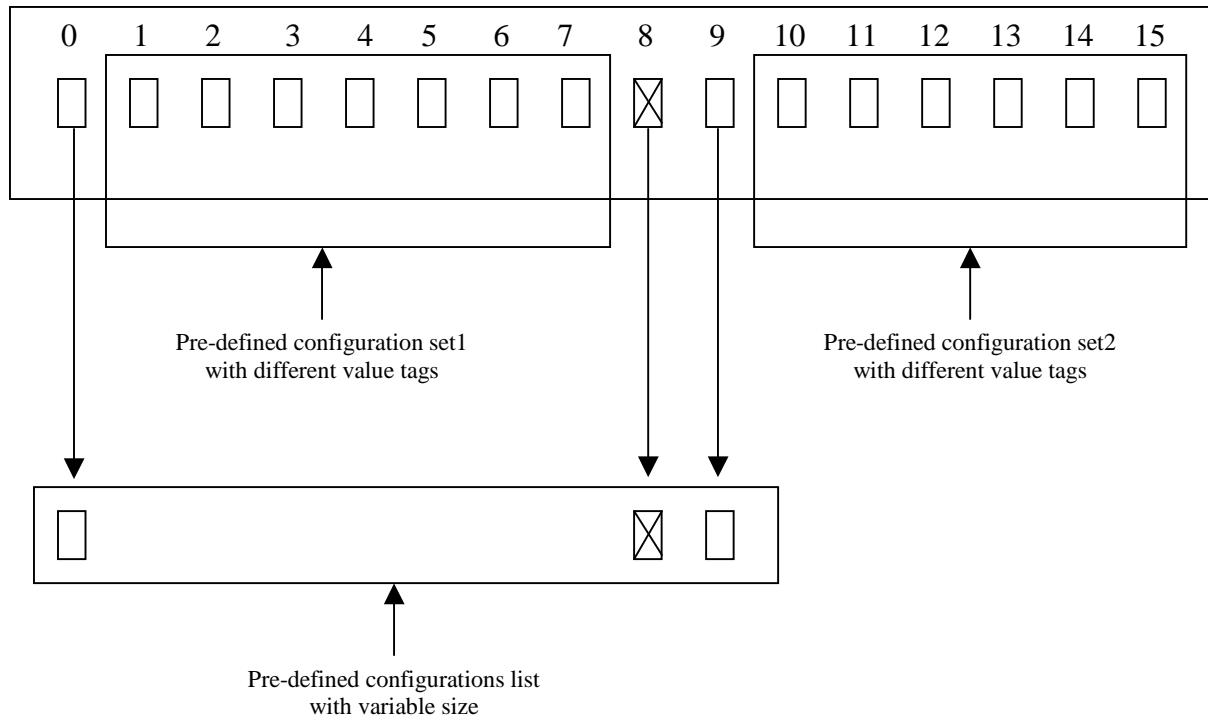 0 1 2 3 4 5 6 7 8 9 10 11 12 13 14 15
Pre-defined configuration set1
with different value tags
Pre-defined configuration set2
with different value tags
Pre-defined configurations list
with variable size